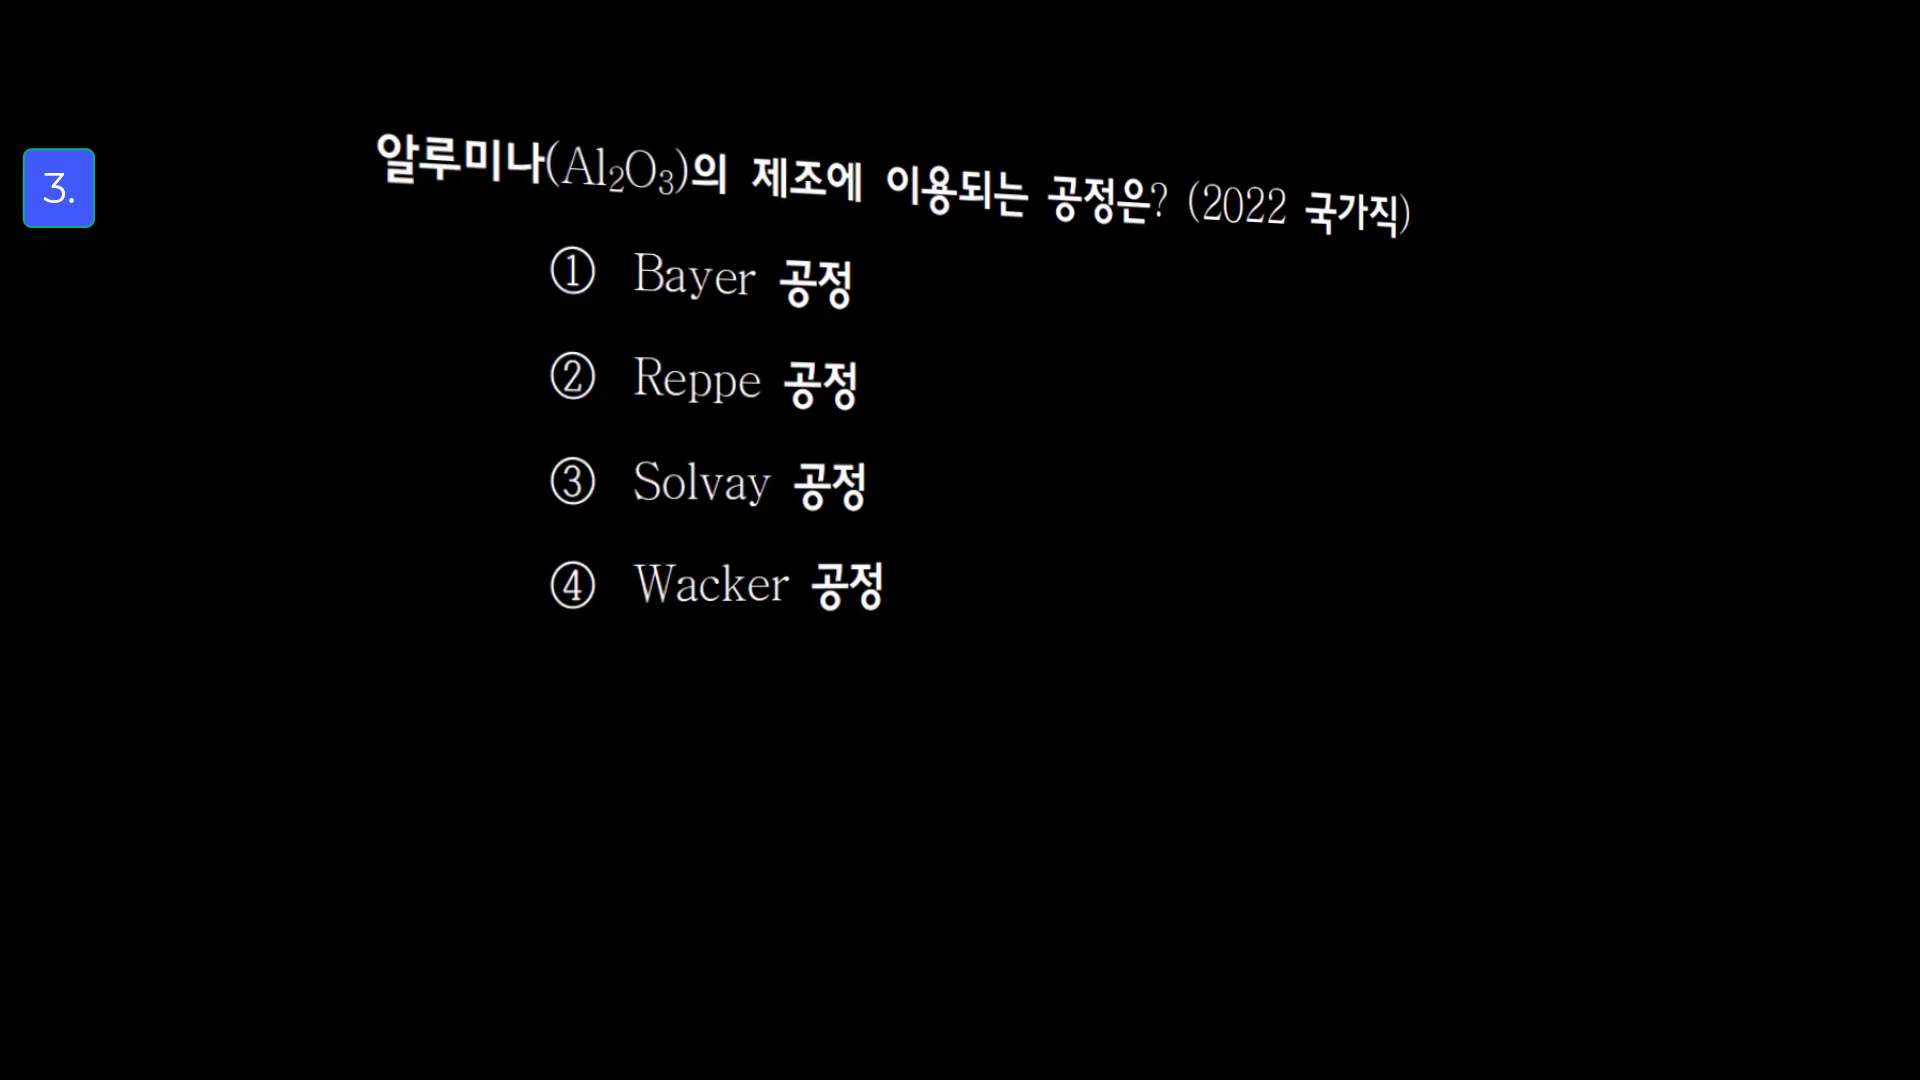 3.
알루미나(Al₂O₃)의 제조에 이용되는 공정은? (2022 국가직)
① Bayer 공정
② Reppe 공정
③ Solvay 공정
④ Wacker 공정